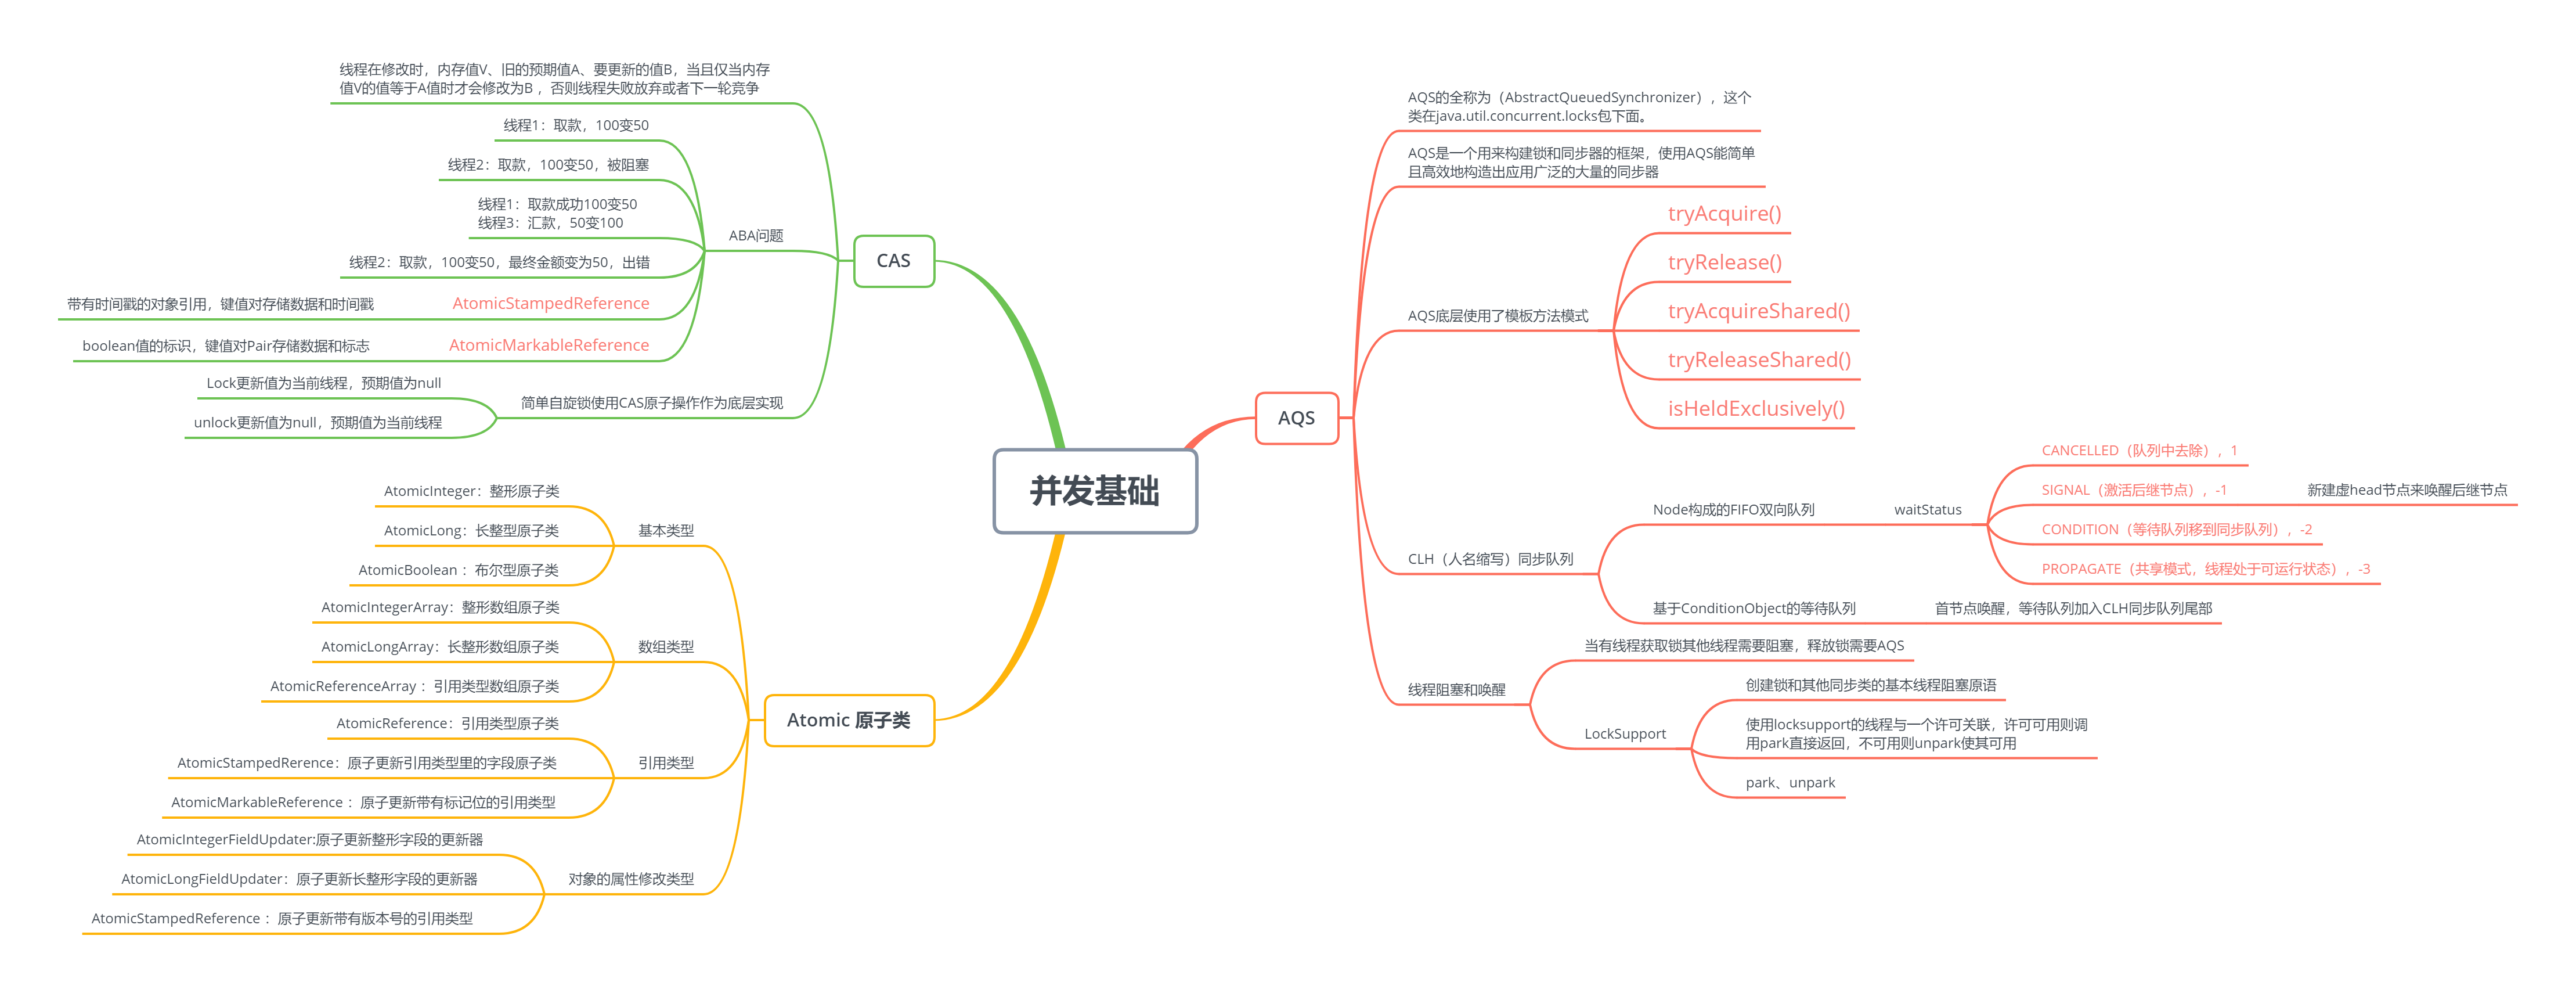 并发基础
CAS
线程在修改时，内存值V、旧的预期值A、要更新的值B，当且仅当内存
值V的值等于A值时才会修改为B ，否则线程失败放弃或者下一轮竞争
ABA问题
线程1：取款，100变50
线程2：取款，100变50，被阻塞
线程1：取款成功100变50
线程3：汇款，50变100
线程2：取款，100变50，最终金额变为50，出错
AtomicStampedReference
带有时间戳的对象引用，键值对存储数据和时间戳
AtomicMarkableReference
boolean值的标识，键值对Pair存储数据和标志
简单自旋锁使用CAS原子操作作为底层实现
Lock更新值为当前线程，预期值为null
unlock更新值为null，预期值为当前线程
Atomic 原子类
基本类型
AtomicInteger：整形原子类
AtomicLong：长整型原子类
AtomicBoolean ：布尔型原子类
数组类型
AtomicIntegerArray：整形数组原子类
AtomicLongArray：长整形数组原子类
AtomicReferenceArray ：引用类型数组原子类
引用类型
AtomicReference：引用类型原子类
AtomicStampedRerence：原子更新引用类型里的字段原子类
AtomicMarkableReference ：原子更新带有标记位的引用类型
对象的属性修改类型
AtomicIntegerFieldUpdater:原子更新整形字段的更新器
AtomicLongFieldUpdater：原子更新长整形字段的更新器
AtomicStampedReference ：原子更新带有版本号的引用类型
AQS
AQS的全称为（AbstractQueuedSynchronizer），这个
类在java.util.concurrent.locks包下面。
AQS是一个用来构建锁和同步器的框架，使用AQS能简单
且高效地构造出应用广泛的大量的同步器
AQS底层使用了模板方法模式
tryAcquire()
tryRelease()
tryAcquireShared()
tryReleaseShared()
isHeldExclusively()
CLH（人名缩写）同步队列
Node构成的FIFO双向队列
waitStatus
CANCELLED（队列中去除），1
SIGNAL（激活后继节点），-1
新建虚head节点来唤醒后继节点
CONDITION（等待队列移到同步队列），-2
PROPAGATE（共享模式，线程处于可运行状态），-3
基于ConditionObject的等待队列
首节点唤醒，等待队列加入CLH同步队列尾部
线程阻塞和唤醒
当有线程获取锁其他线程需要阻塞，释放锁需要AQS
LockSupport
创建锁和其他同步类的基本线程阻塞原语
使用locksupport的线程与一个许可关联，许可可用则调
用park直接返回，不可用则unpark使其可用
park、unpark